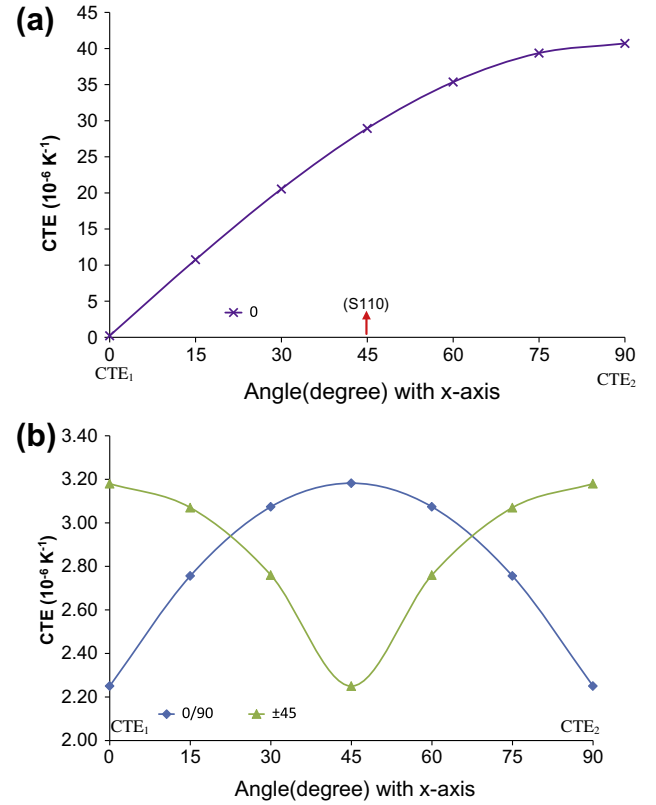 (a)
45
40
35
30
25
20
15
10
5
0
CTE (10⁻⁶ K⁻¹)
(S110)
0
0 15 30 45 60 75 90
CTE₁ CTE₂
Angle(degree) with x-axis
(b)
3.40
3.20
3.00
2.80
2.60
2.40
2.20
2.00
CTE (10⁻⁶ K⁻¹)
0/90 ±45
CTE₁ CTE₂
0 15 30 45 60 75 90
Angle(degree) with x-axis